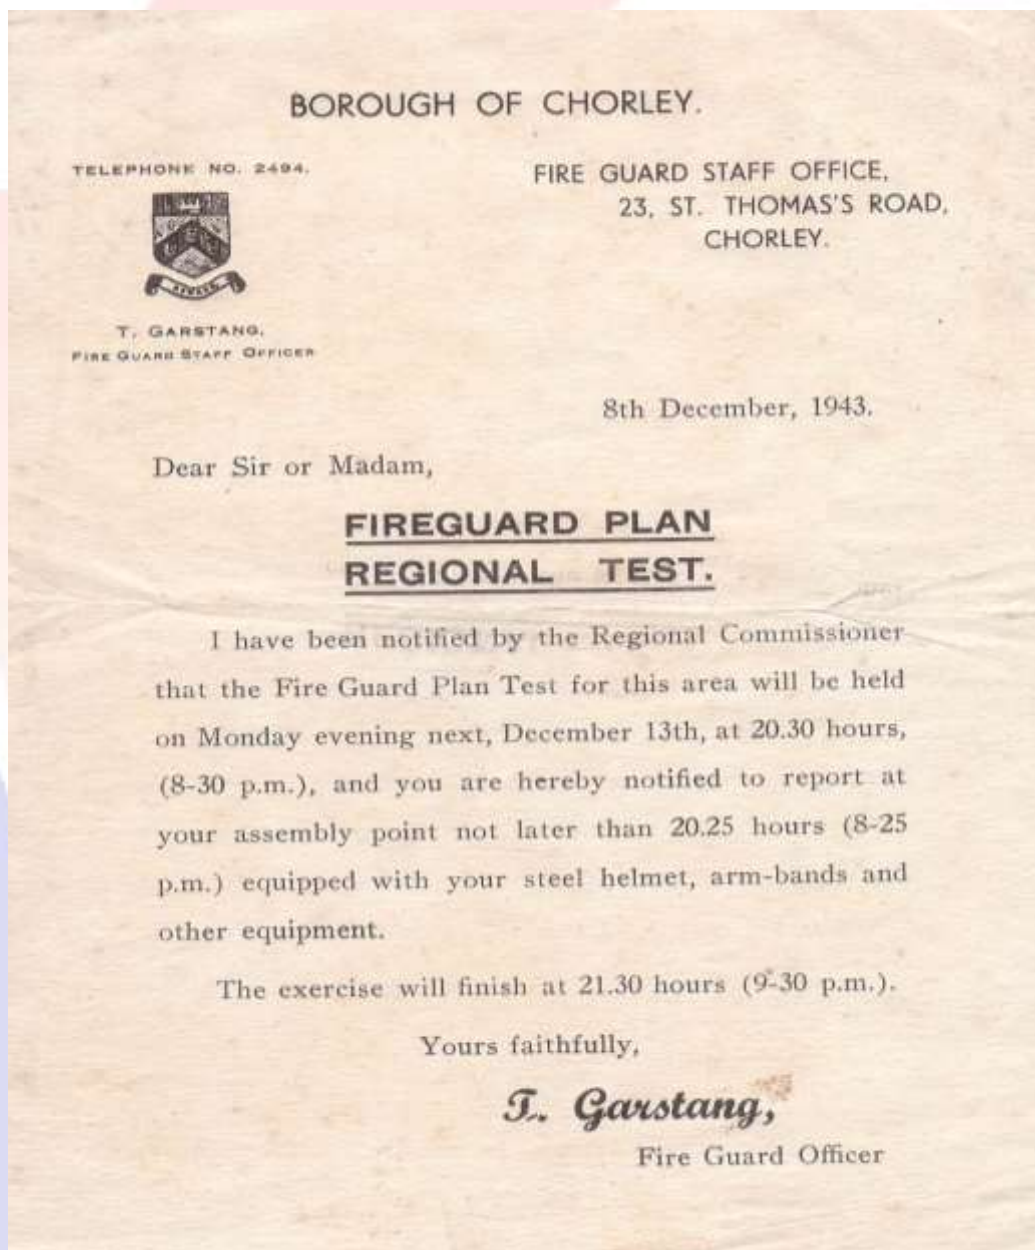 BOROUGH OF CHORLEY.
TELEPHONE NO. 2494.
FIRE GUARD STAFF OFFICE,
23, ST. THOMAS'S ROAD,
CHORLEY.
T. GARSTANG,
FIRE GUARD STAFF OFFICER
8th December, 1943.
Dear Sir or Madam,
FIREGUARD PLAN
REGIONAL TEST.
I have been notified by the Regional Commissioner
that the Fire Guard Plan Test for this area will be held
on Monday evening next, December 13th, at 20.30 hours,
(8-30 p.m.), and you are hereby notified to report at
your assembly point not later than 20.25 hours (8-25
p.m.) equipped with your steel helmet, arm-bands and
other equipment.
The exercise will finish at 21.30 hours (9-30 p.m.).
Yours faithfully,
T. Garstang,
Fire Guard Officer